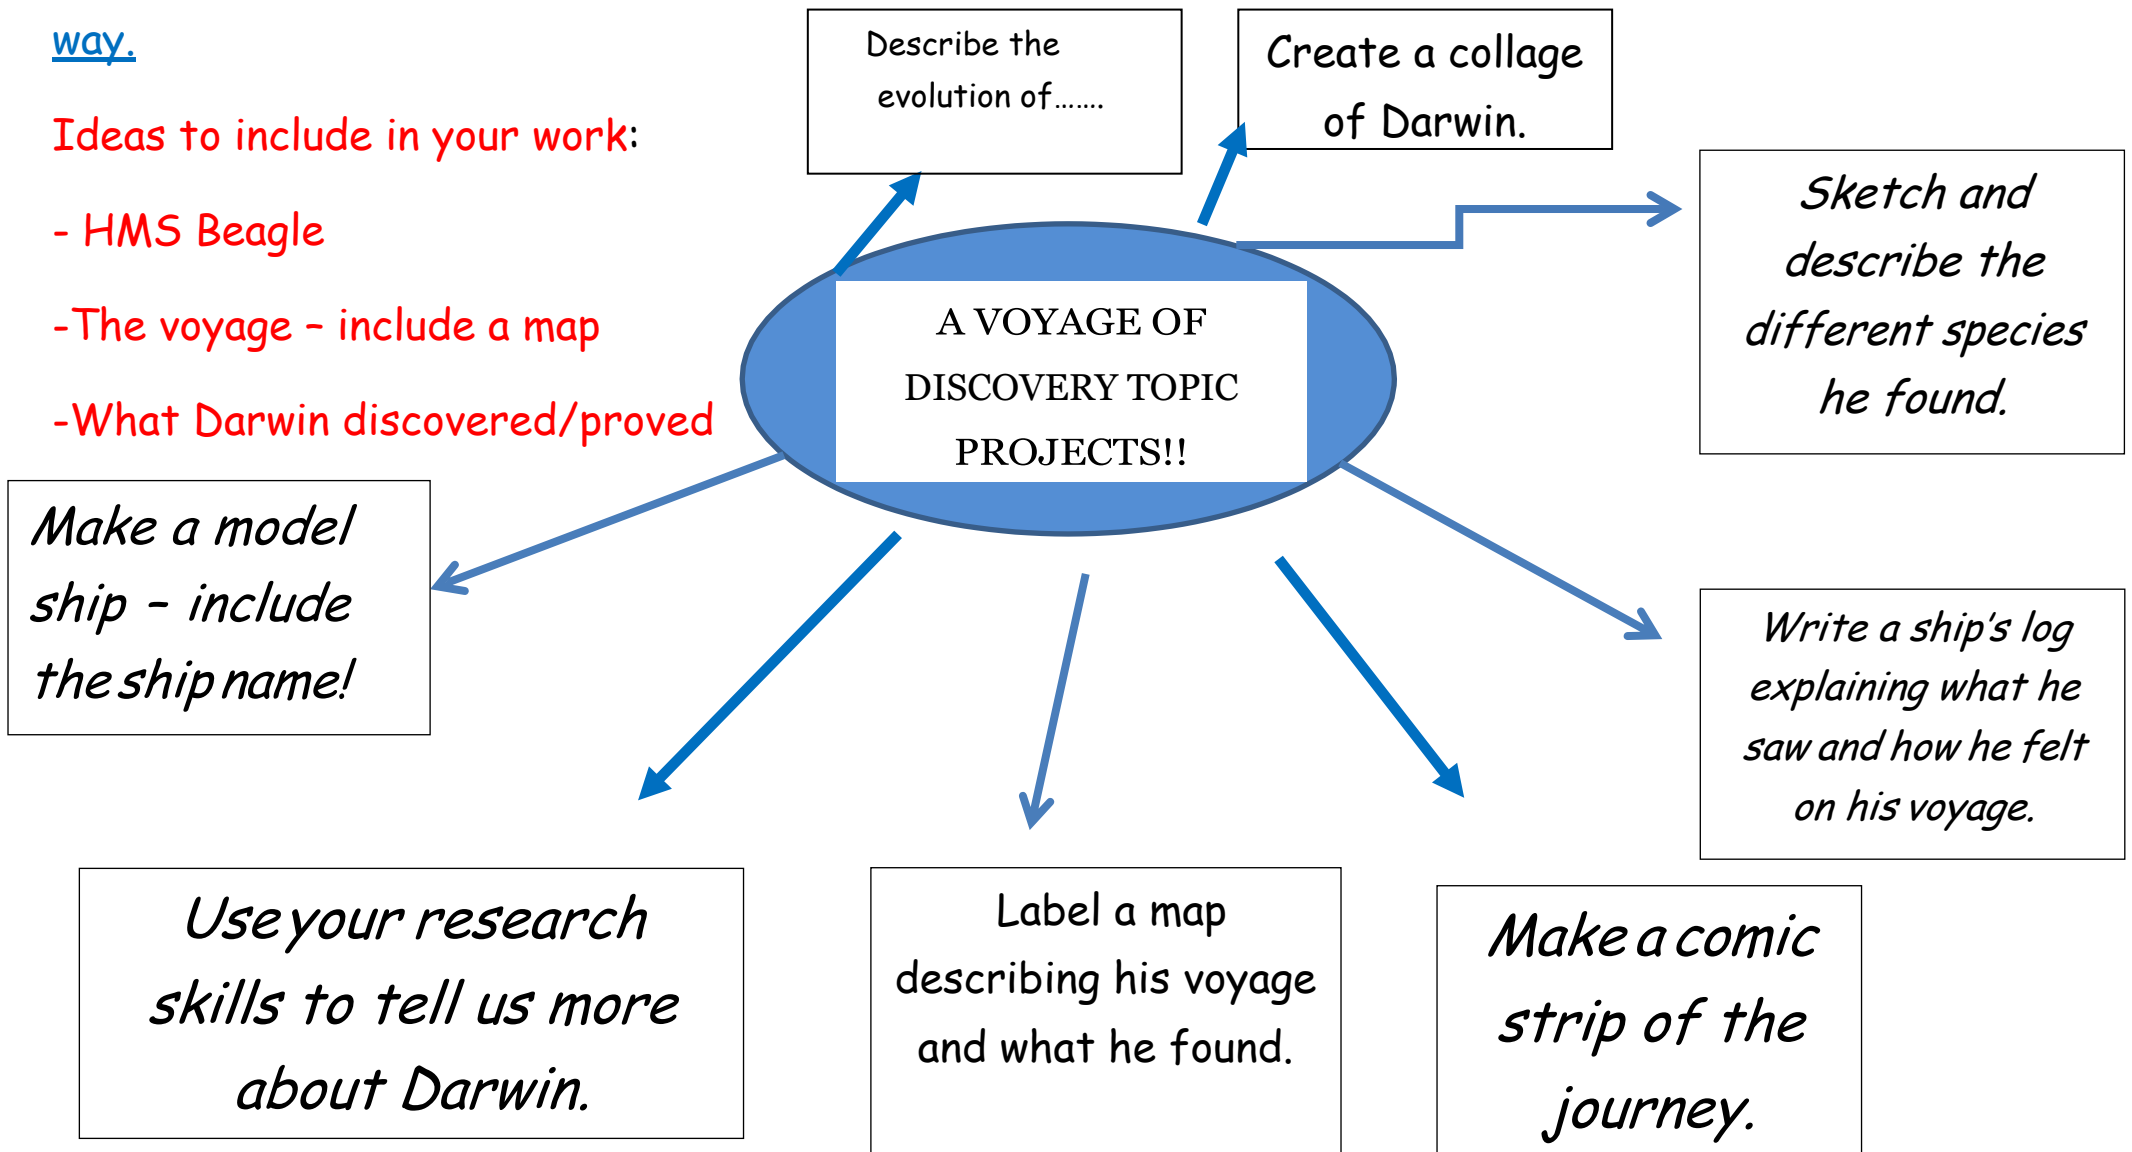 way.
Ideas to include in your work:
- HMS Beagle
-The voyage – include a map
-What Darwin discovered/proved
Describe the
evolution of.......
Create a collage
of Darwin.
Sketch and
describe the
different species
he found.
A VOYAGE OF
DISCOVERY TOPIC
PROJECTS!!
Make a model
ship – include
the ship name!
Write a ship's log
explaining what he
saw and how he felt
on his voyage.
Use your research
skills to tell us more
about Darwin.
Label a map
describing his voyage
and what he found.
Make a comic
strip of the
journey.